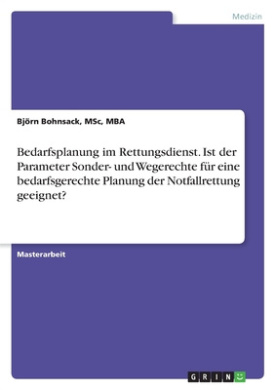 Medizin
Björn Bohnsack, MSc, MBA
Bedarfsplanung im Rettungsdienst. Ist der
Parameter Sonder- und Wegerechte für eine
bedarfsgerechte Planung der Notfallrettung
geeignet?
Masterarbeit
GRIN